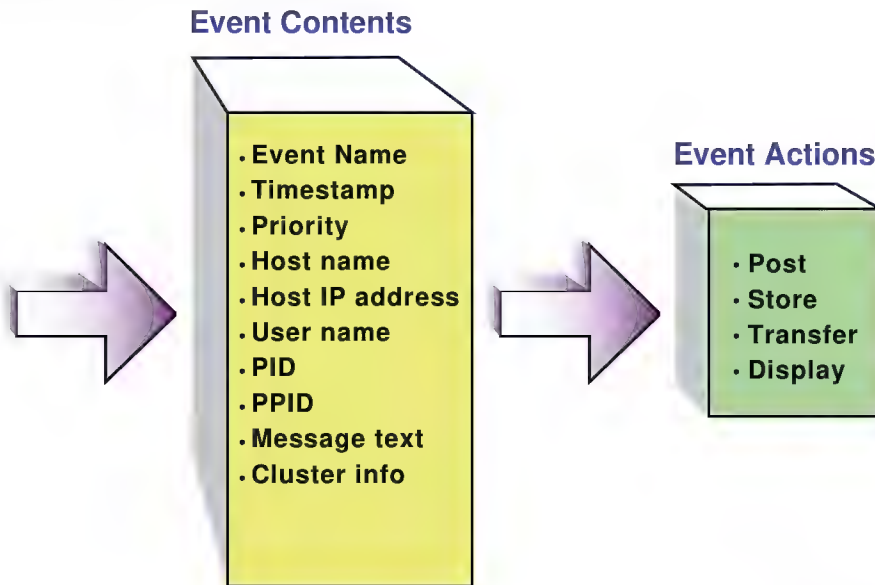 Event Contents
· Event Name
· Timestamp
· Priority
· Host name
· Host IP address
· User name
· PID
· PPID
· Message text
· Cluster info
Event Actions
· Post
· Store
· Transfer
· Display